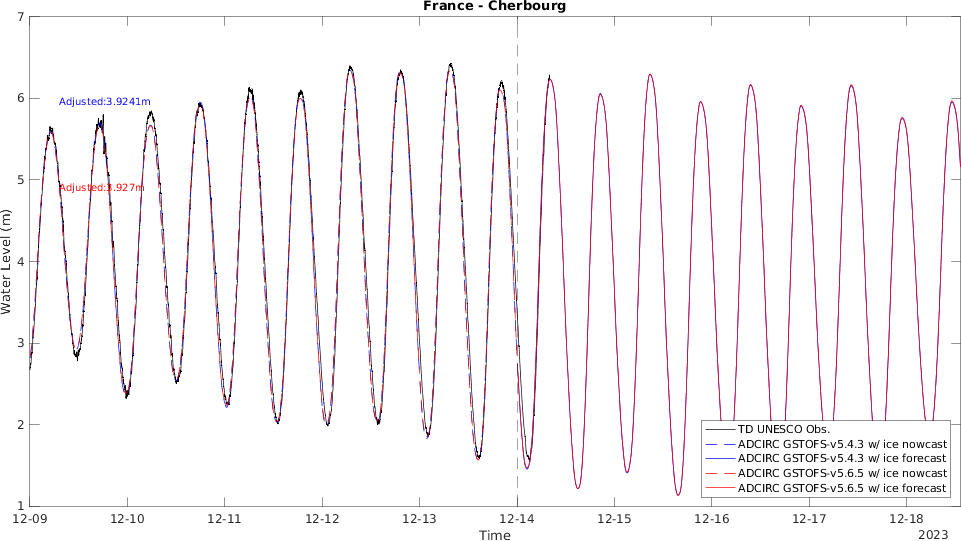 France - Cherbourg
7
6
5
4
3
2
1
Water Level (m)
Adjusted:3.9241m
Adjusted:3.927m
TD UNESCO Obs.
ADCIRC GSTOFS-v5.4.3 w/ ice nowcast
ADCIRC GSTOFS-v5.4.3 w/ ice forecast
ADCIRC GSTOFS-v5.6.5 w/ ice nowcast
ADCIRC GSTOFS-v5.6.5 w/ ice forecast
12-09 12-10 12-11 12-12 12-13 12-14 12-15 12-16 12-17 12-18
Time
2023